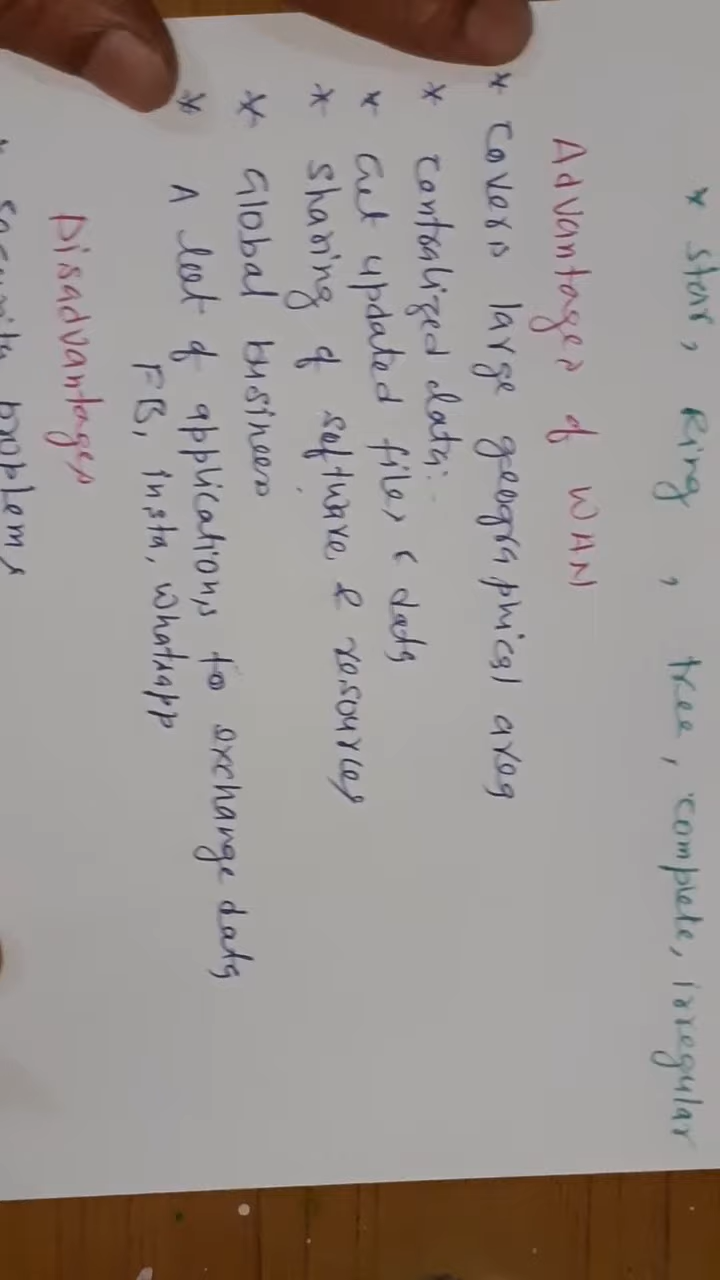 * Star, Ring, tree, complete, irregular
Advantages of WAN
* Covers large geographical area
* Centralized data.
* Get updated files & data
* Sharing of software & resources
* Global business
* A lot of applications to exchange data
FB, insta, whatsapp
Disadvantages
* Security problems